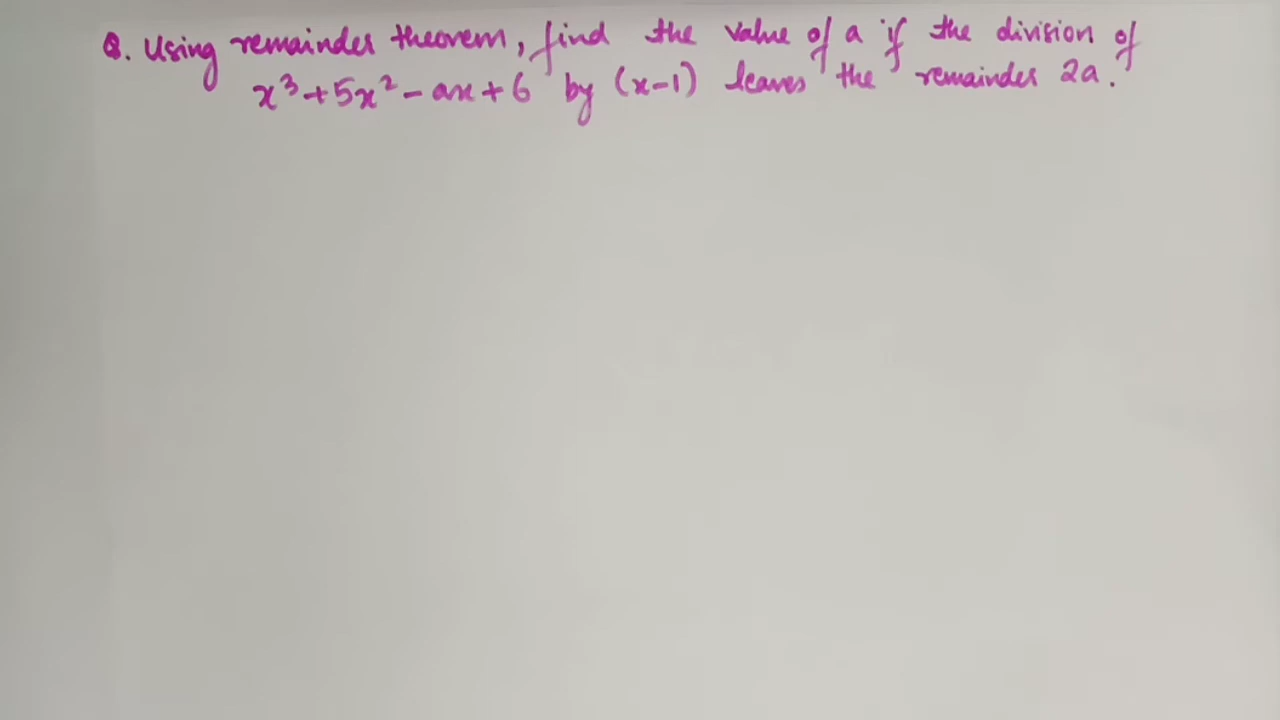 Q. Using remainder theorem, find the value of a if the division of
x³+5x²-ax+6 by (x-1) leaves the remainder 2a.